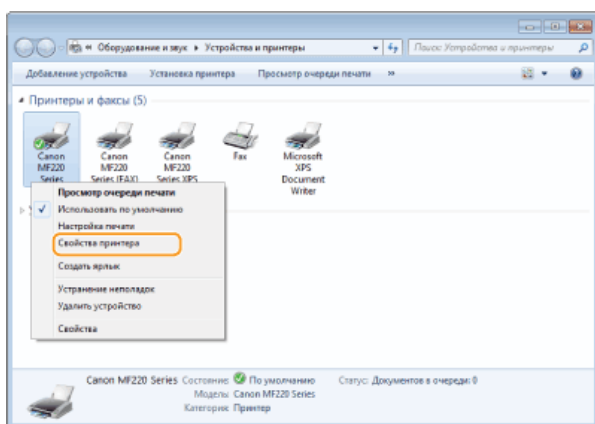 « Оборудование и звук ▸ Устройства и принтеры
Поиск: Устройства и принтеры
Добавление устройства Установка принтера Просмотр очереди печати »
Принтеры и факсы (5)
Canon MF220 Series
Canon MF220 Series (FAX)
Canon MF220 Series XPS
Fax
Microsoft XPS Document Writer
Просмотр очереди печати
Использовать по умолчанию
Настройка печати
Свойства принтера
Создать ярлык
Устранение неполадок
Удалить устройство
Свойства
Canon MF220 Series Состояние: По умолчанию Статус: Документов в очереди: 0
Модель: Canon MF220 Series
Категория: Принтер